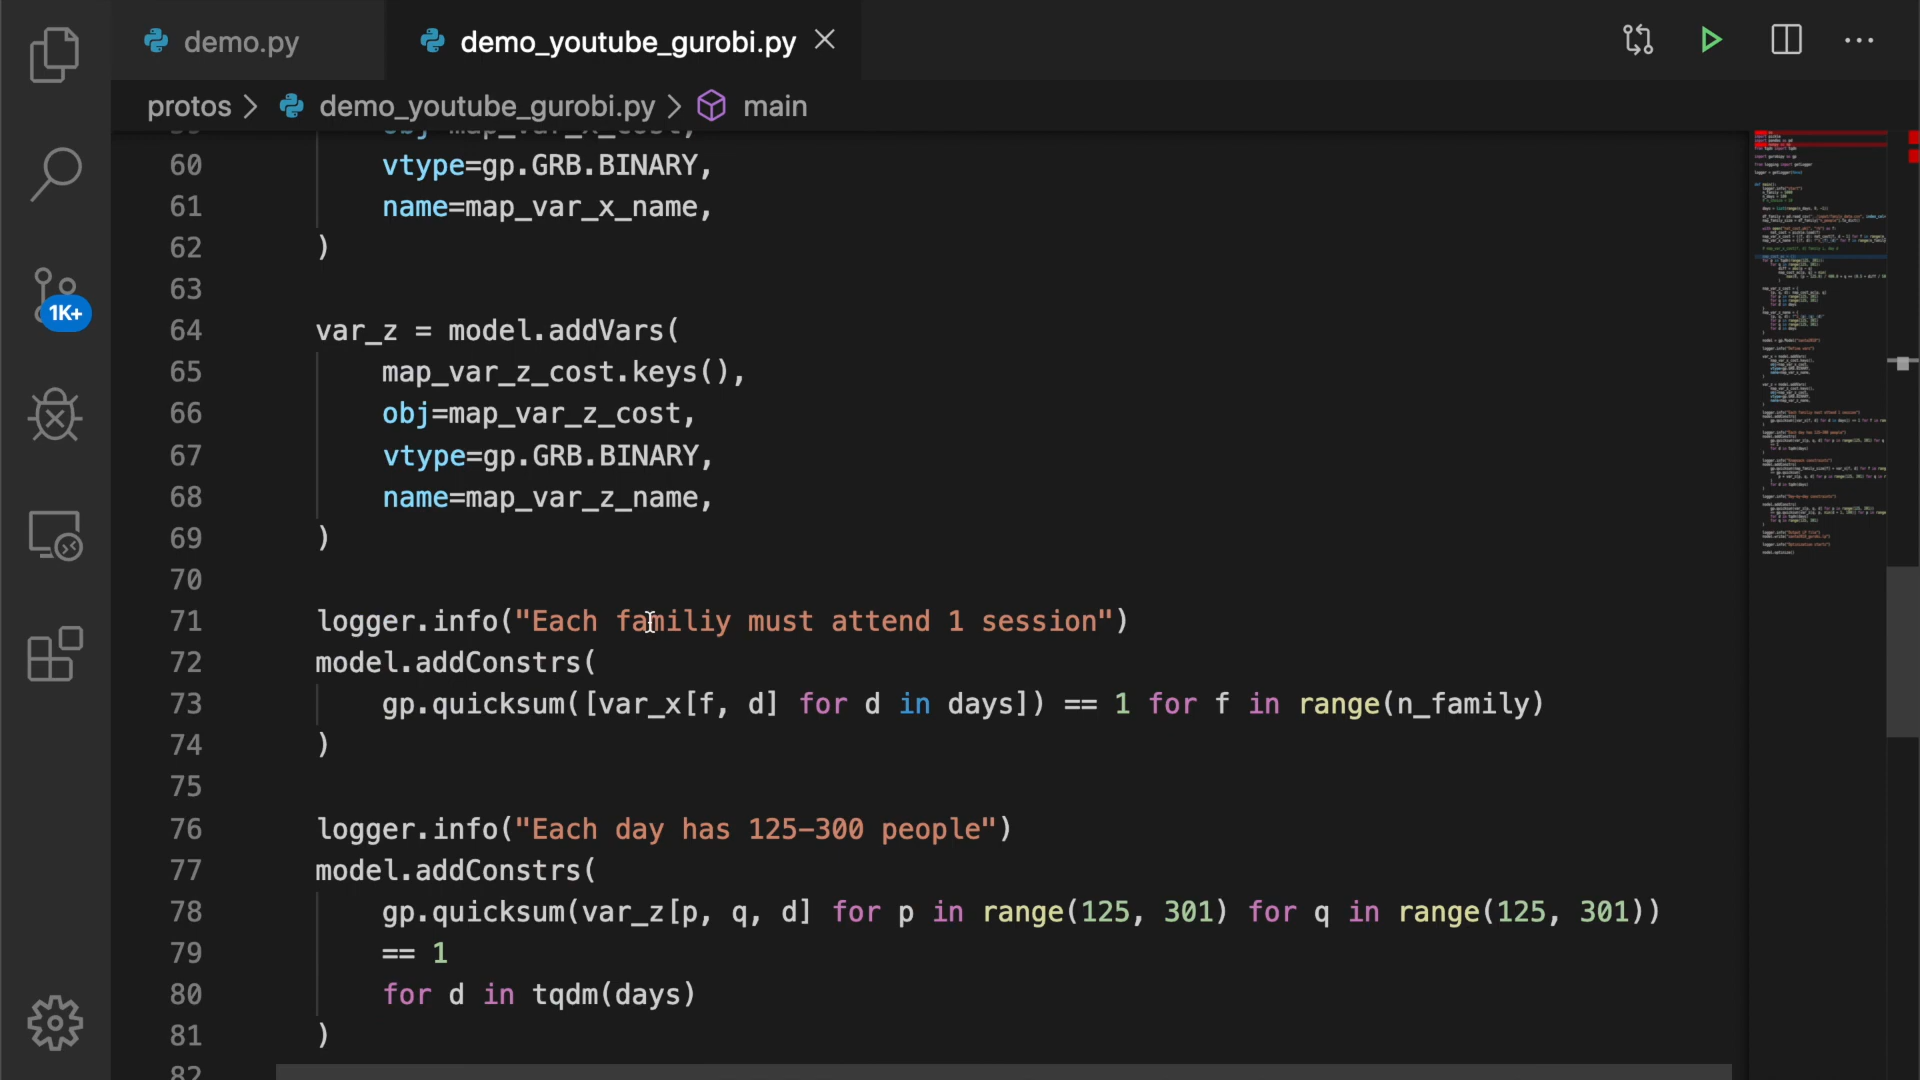 demo.py
demo_youtube_gurobi.py
protos > demo_youtube_gurobi.py > main
obj=map_var_x_cost,
60 vtype=gp.GRB.BINARY,
61 name=map_var_x_name,
62 )
63
64 var_z = model.addVars(
65 map_var_z_cost.keys(),
66 obj=map_var_z_cost,
67 vtype=gp.GRB.BINARY,
68 name=map_var_z_name,
69 )
70
71 logger.info("Each familiy must attend 1 session")
72 model.addConstrs(
73 gp.quicksum([var_x[f, d] for d in days]) == 1 for f in range(n_family)
74 )
75
76 logger.info("Each day has 125-300 people")
77 model.addConstrs(
78 gp.quicksum(var_z[p, q, d] for p in range(125, 301) for q in range(125, 301))
79 == 1
80 for d in tqdm(days)
81 )
82
1K+